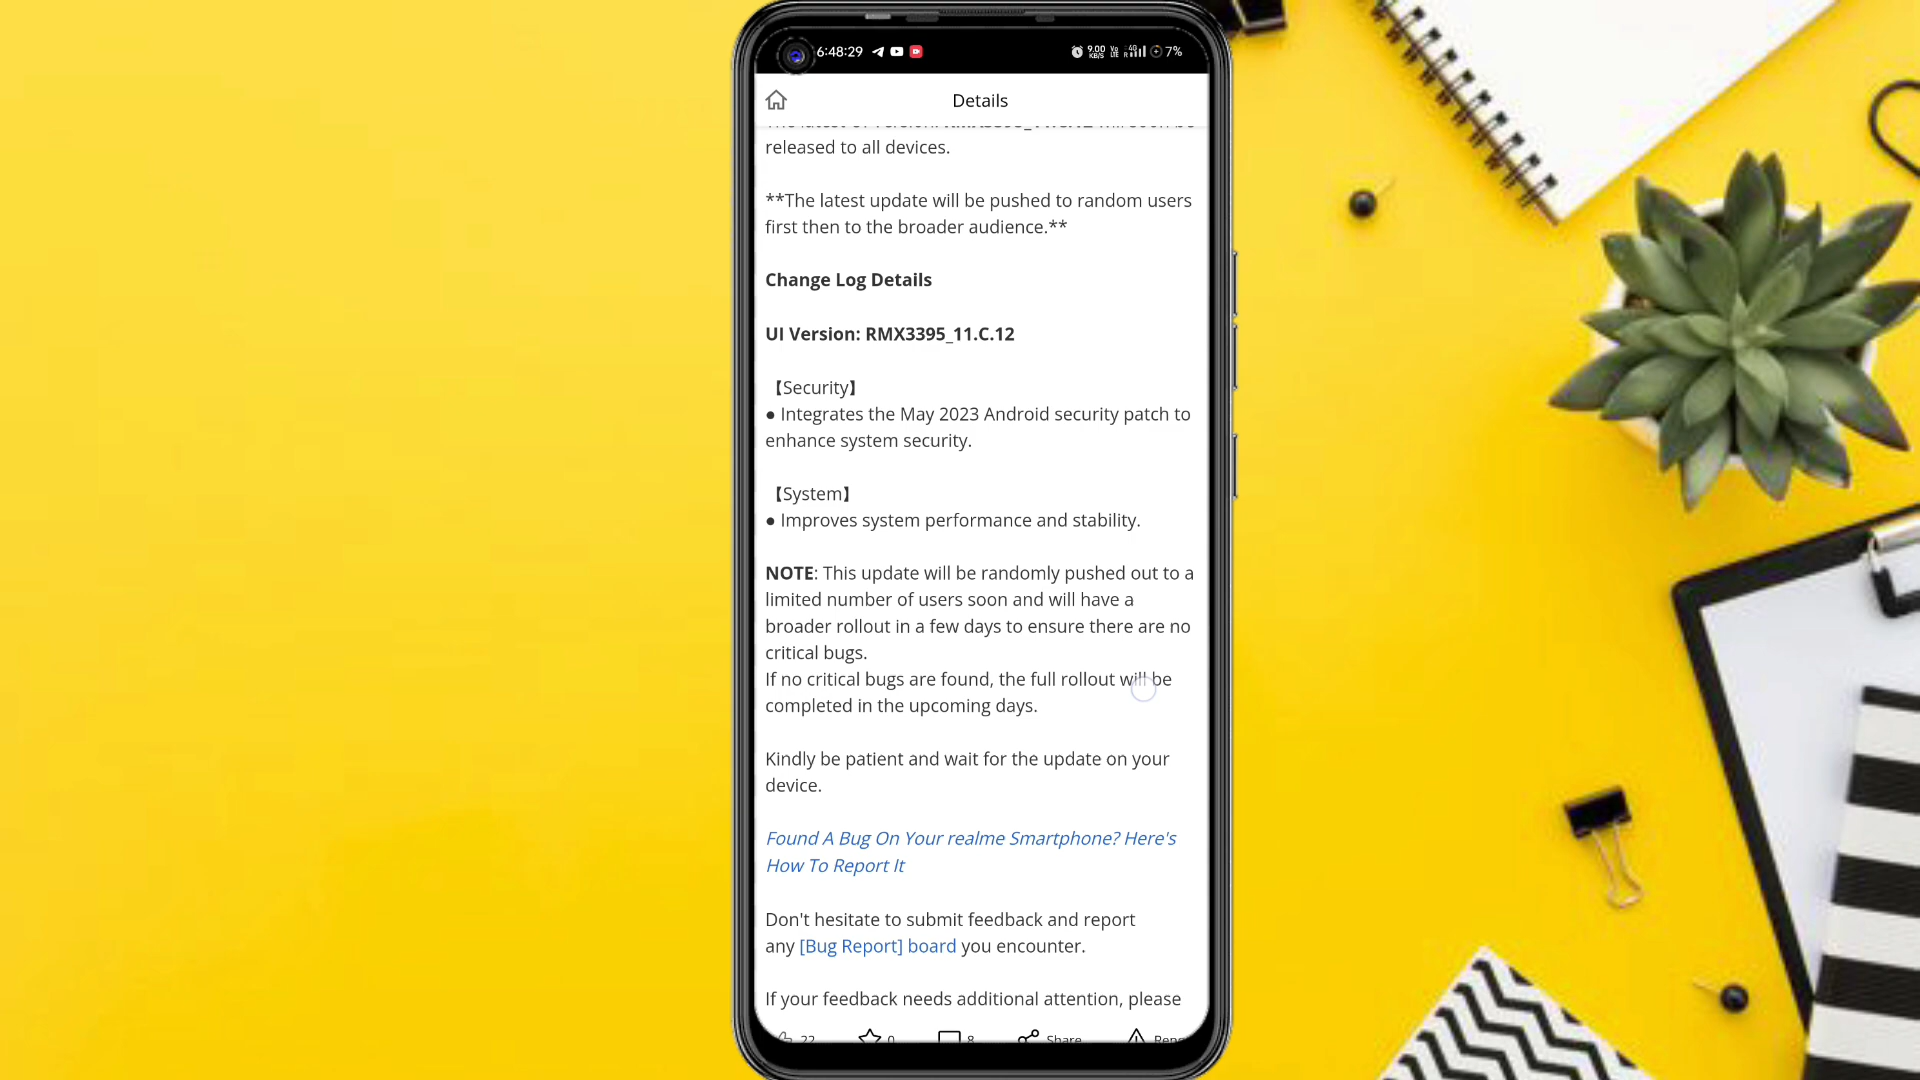 6:48:29
9.00 KB/S 4G 7%
Details
released to all devices.
**The latest update will be pushed to random users
first then to the broader audience.**
Change Log Details
UI Version: RMX3395_11.C.12
【Security】
● Integrates the May 2023 Android security patch to
enhance system security.
【System】
● Improves system performance and stability.
NOTE: This update will be randomly pushed out to a
limited number of users soon and will have a
broader rollout in a few days to ensure there are no
critical bugs.
If no critical bugs are found, the full rollout will be
completed in the upcoming days.
Kindly be patient and wait for the update on your
device.
Found A Bug On Your realme Smartphone? Here's
How To Report It
Don't hesitate to submit feedback and report
any [Bug Report] board you encounter.
If your feedback needs additional attention, please
22 0 8 Share